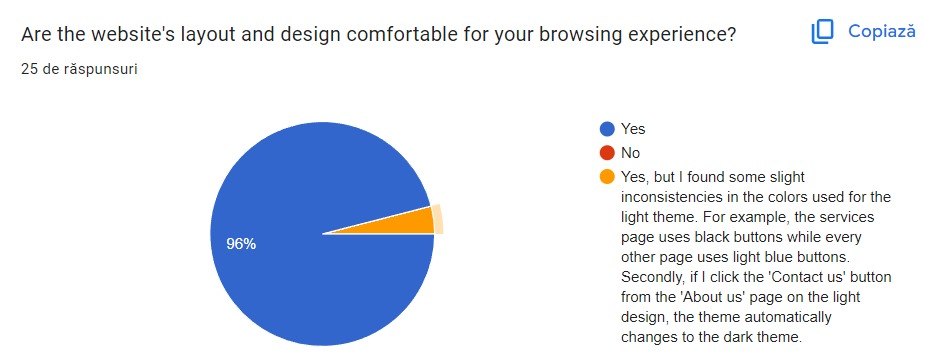 Are the website's layout and design comfortable for your browsing experience?
Copiază
25 de răspunsuri
96%
Yes
No
Yes, but I found some slight
inconsistencies in the colors used for the
light theme. For example, the services
page uses black buttons while every
other page uses light blue buttons.
Secondly, if I click the 'Contact us' button
from the 'About us' page on the light
design, the theme automatically
changes to the dark theme.